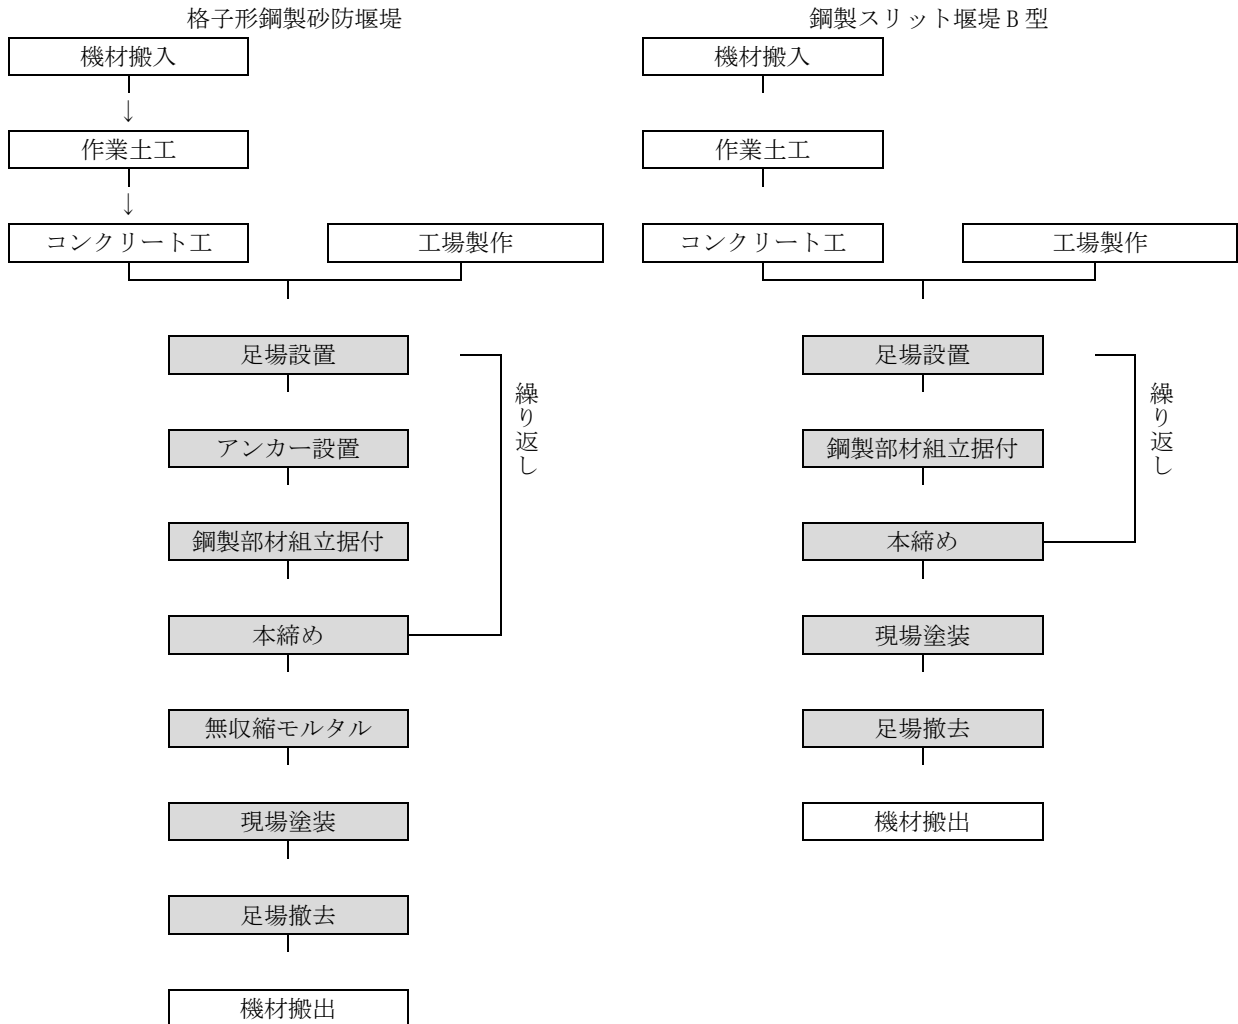 格子形鋼製砂防堰堤
機材搬入
↓
作業土工
↓
コンクリート工
工場製作
足場設置
アンカー設置
鋼製部材組立据付
本締め
繰り返し
無収縮モルタル
現場塗装
足場撤去
機材搬出
鋼製スリット堰堤 B 型
機材搬入
作業土工
コンクリート工
工場製作
足場設置
鋼製部材組立据付
本締め
繰り返し
現場塗装
足場撤去
機材搬出